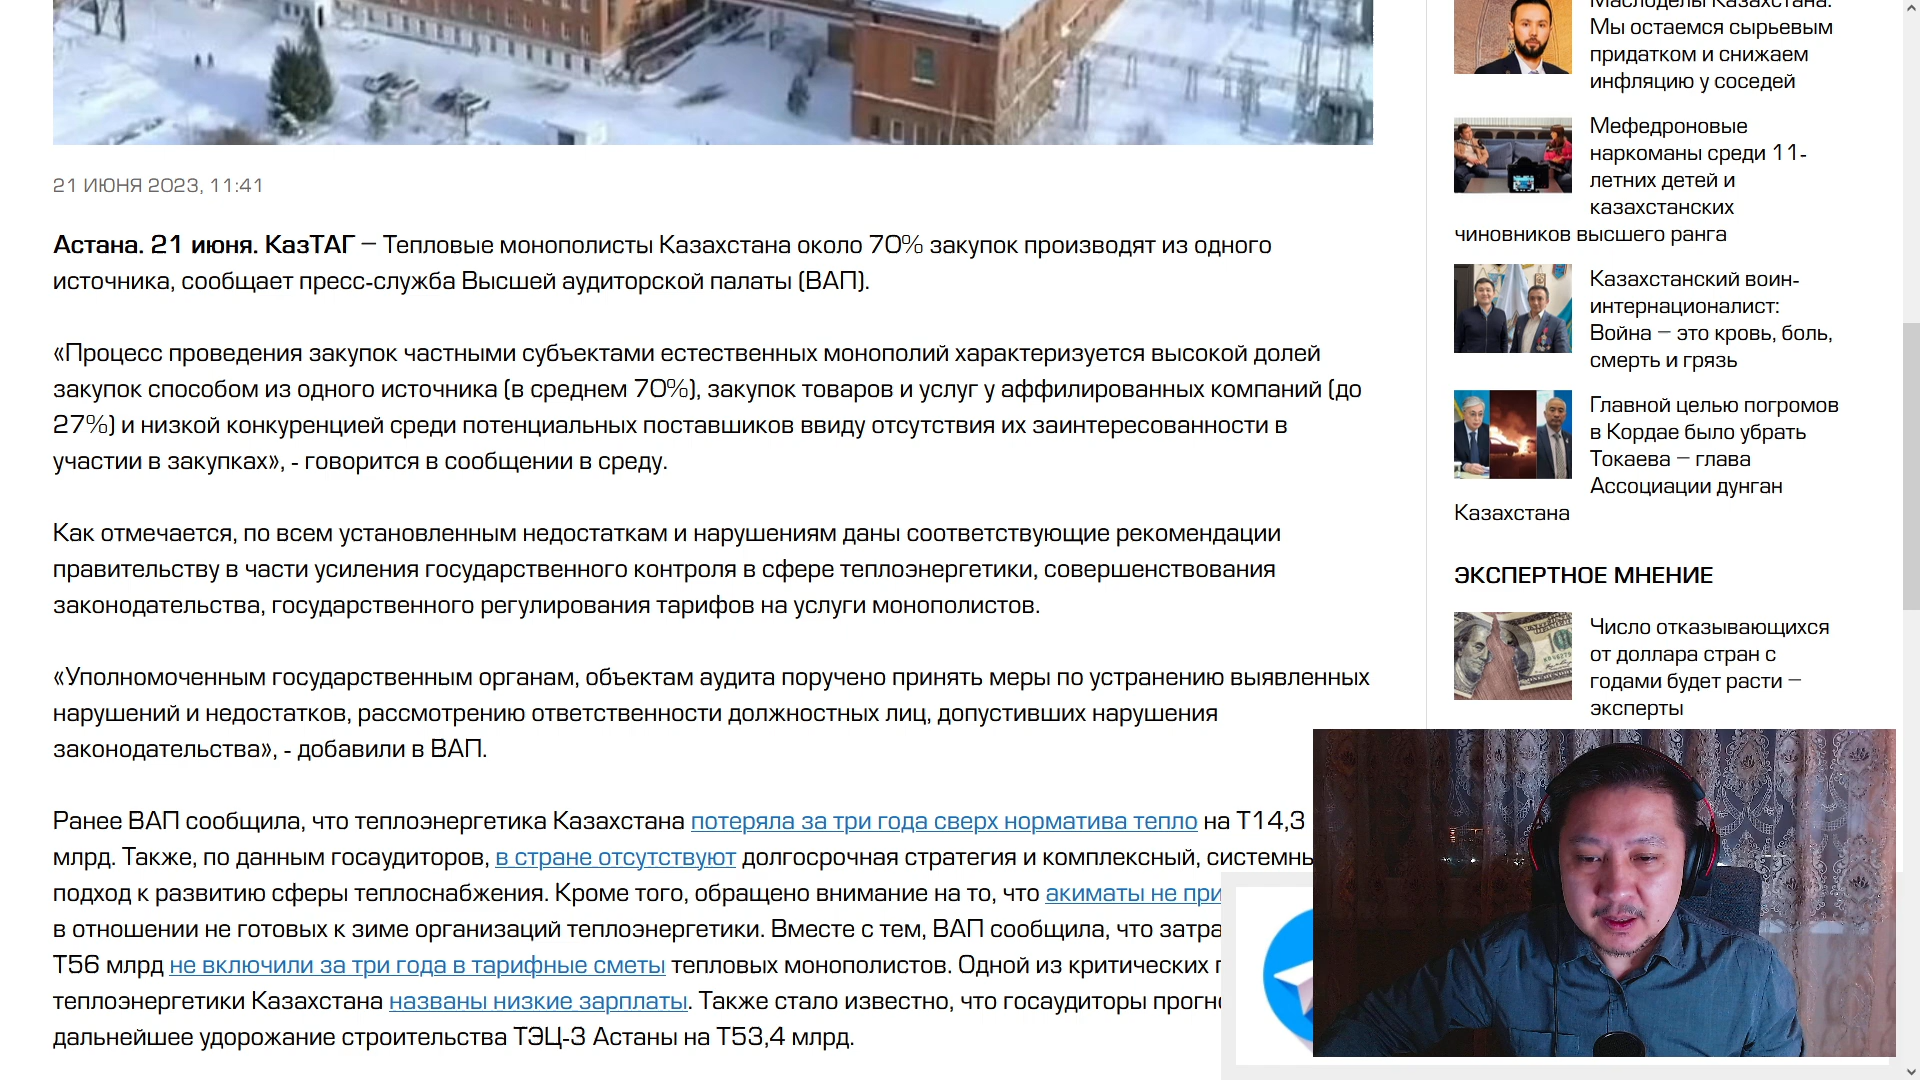 21 ИЮНЯ 2023, 11:41
Астана. 21 июня. КазТАГ – Тепловые монополисты Казахстана около 70% закупок производят из одного
источника, сообщает пресс-служба Высшей аудиторской палаты (ВАП).
«Процесс проведения закупок частными субъектами естественных монополий характеризуется высокой долей
закупок способом из одного источника (в среднем 70%), закупок товаров и услуг у аффилированных компаний (до
27%) и низкой конкуренцией среди потенциальных поставшиков ввиду отсутствия их заинтересованности в
участии в закупках», - говорится в сообщении в среду.
Как отмечается, по всем установленным недостаткам и нарушениям даны соответствующие рекомендации
правительству в части усиления государственного контроля в сфере теплоэнергетики, совершенствования
законодательства, государственного регулирования тарифов на услуги монополистов.
«Уполномоченным государственным органам, объектам аудита поручено принять меры по устранению выявленных
нарушений и недостатков, рассмотрению ответственности должностных лиц, допустивших нарушения
законодательства», - добавили в ВАП.
Ранее ВАП сообщила, что теплоэнергетика Казахстана потеряла за три года сверх норматива тепло на Т14,3
млрд. Также, по данным госаудиторов, в стране отсутствуют долгосрочная стратегия и комплексный,
подход к развитию сферы теплоснабжения. Кроме того, обращено внимание на то, что акиматы не
в отношении не готовых к зиме организаций теплоэнергетики. Вместе с тем, ВАП сообщила, что
Т56 млрд не включили за три года в тарифные сметы тепловых монополистов. Одной из критических
теплоэнергетики Казахстана названы низкие зарплаты. Также стало известно, что госаудиторы
дальнейшее удорожание строительства ТЭЦ-3 Астаны на Т53,4 млрд.
Маслоделы Казахстана:
Мы остаемся сырьевым
придатком и снижаем
инфляцию у соседей
Мефедроновые
наркоманы среди 11-
летних детей и
казахстанских
чиновников высшего ранга
Казахстанский воин-
интернационалист:
Война – это кровь, боль,
смерть и грязь
Главной целью погромов
в Кордае было убрать
Токаева – глава
Ассоциации дунган
Казахстана
ЭКСПЕРТНОЕ МНЕНИЕ
Число отказывающихся
от доллара стран с
годами будет расти –
эксперты